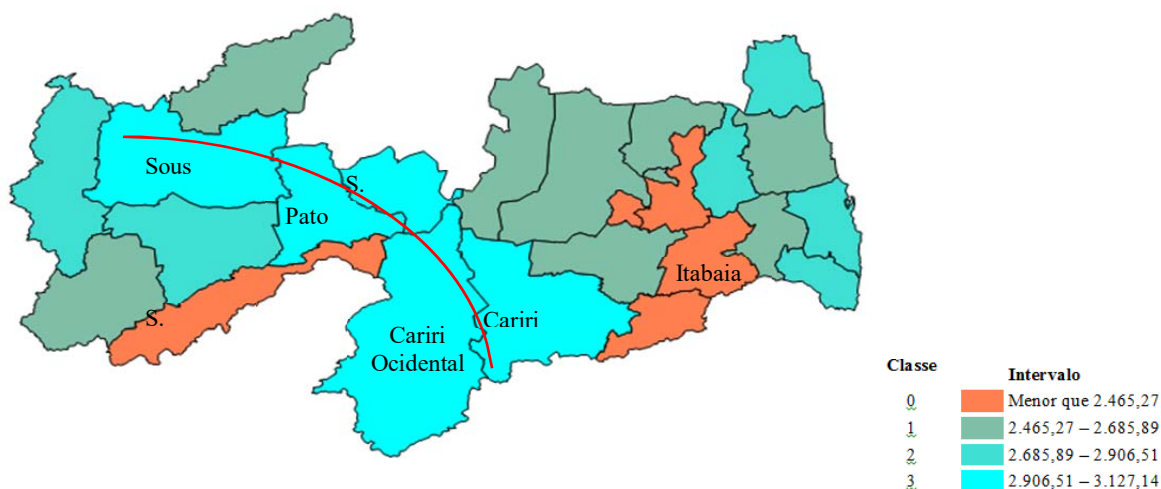 Sous
S.
Pato
Itabaia
S.
Cariri
Cariri
Ocidental
Classe
Intervalo
0
Menor que 2.465,27
1
2.465,27 – 2.685,89
2
2.685,89 – 2.906,51
3
2.906,51 – 3.127,14